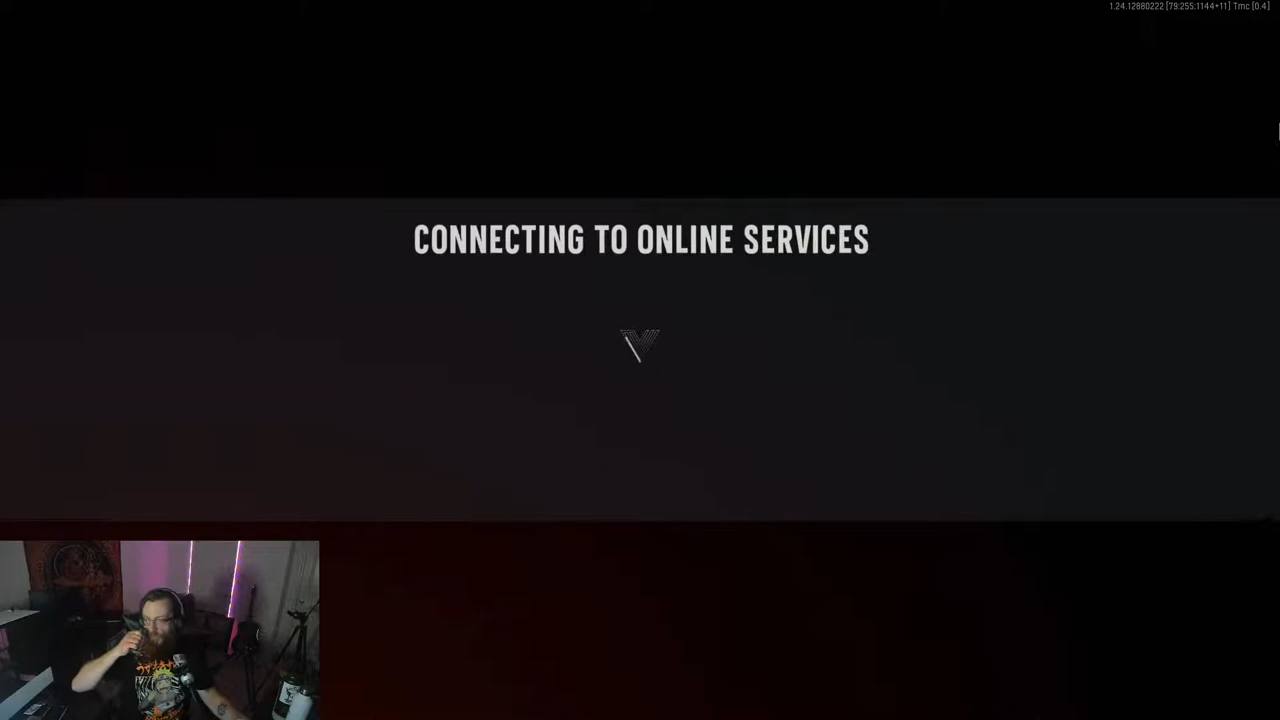 1.24.12880222 [79:255:1144+11] Tmc [0.4]
CONNECTING TO ONLINE SERVICES